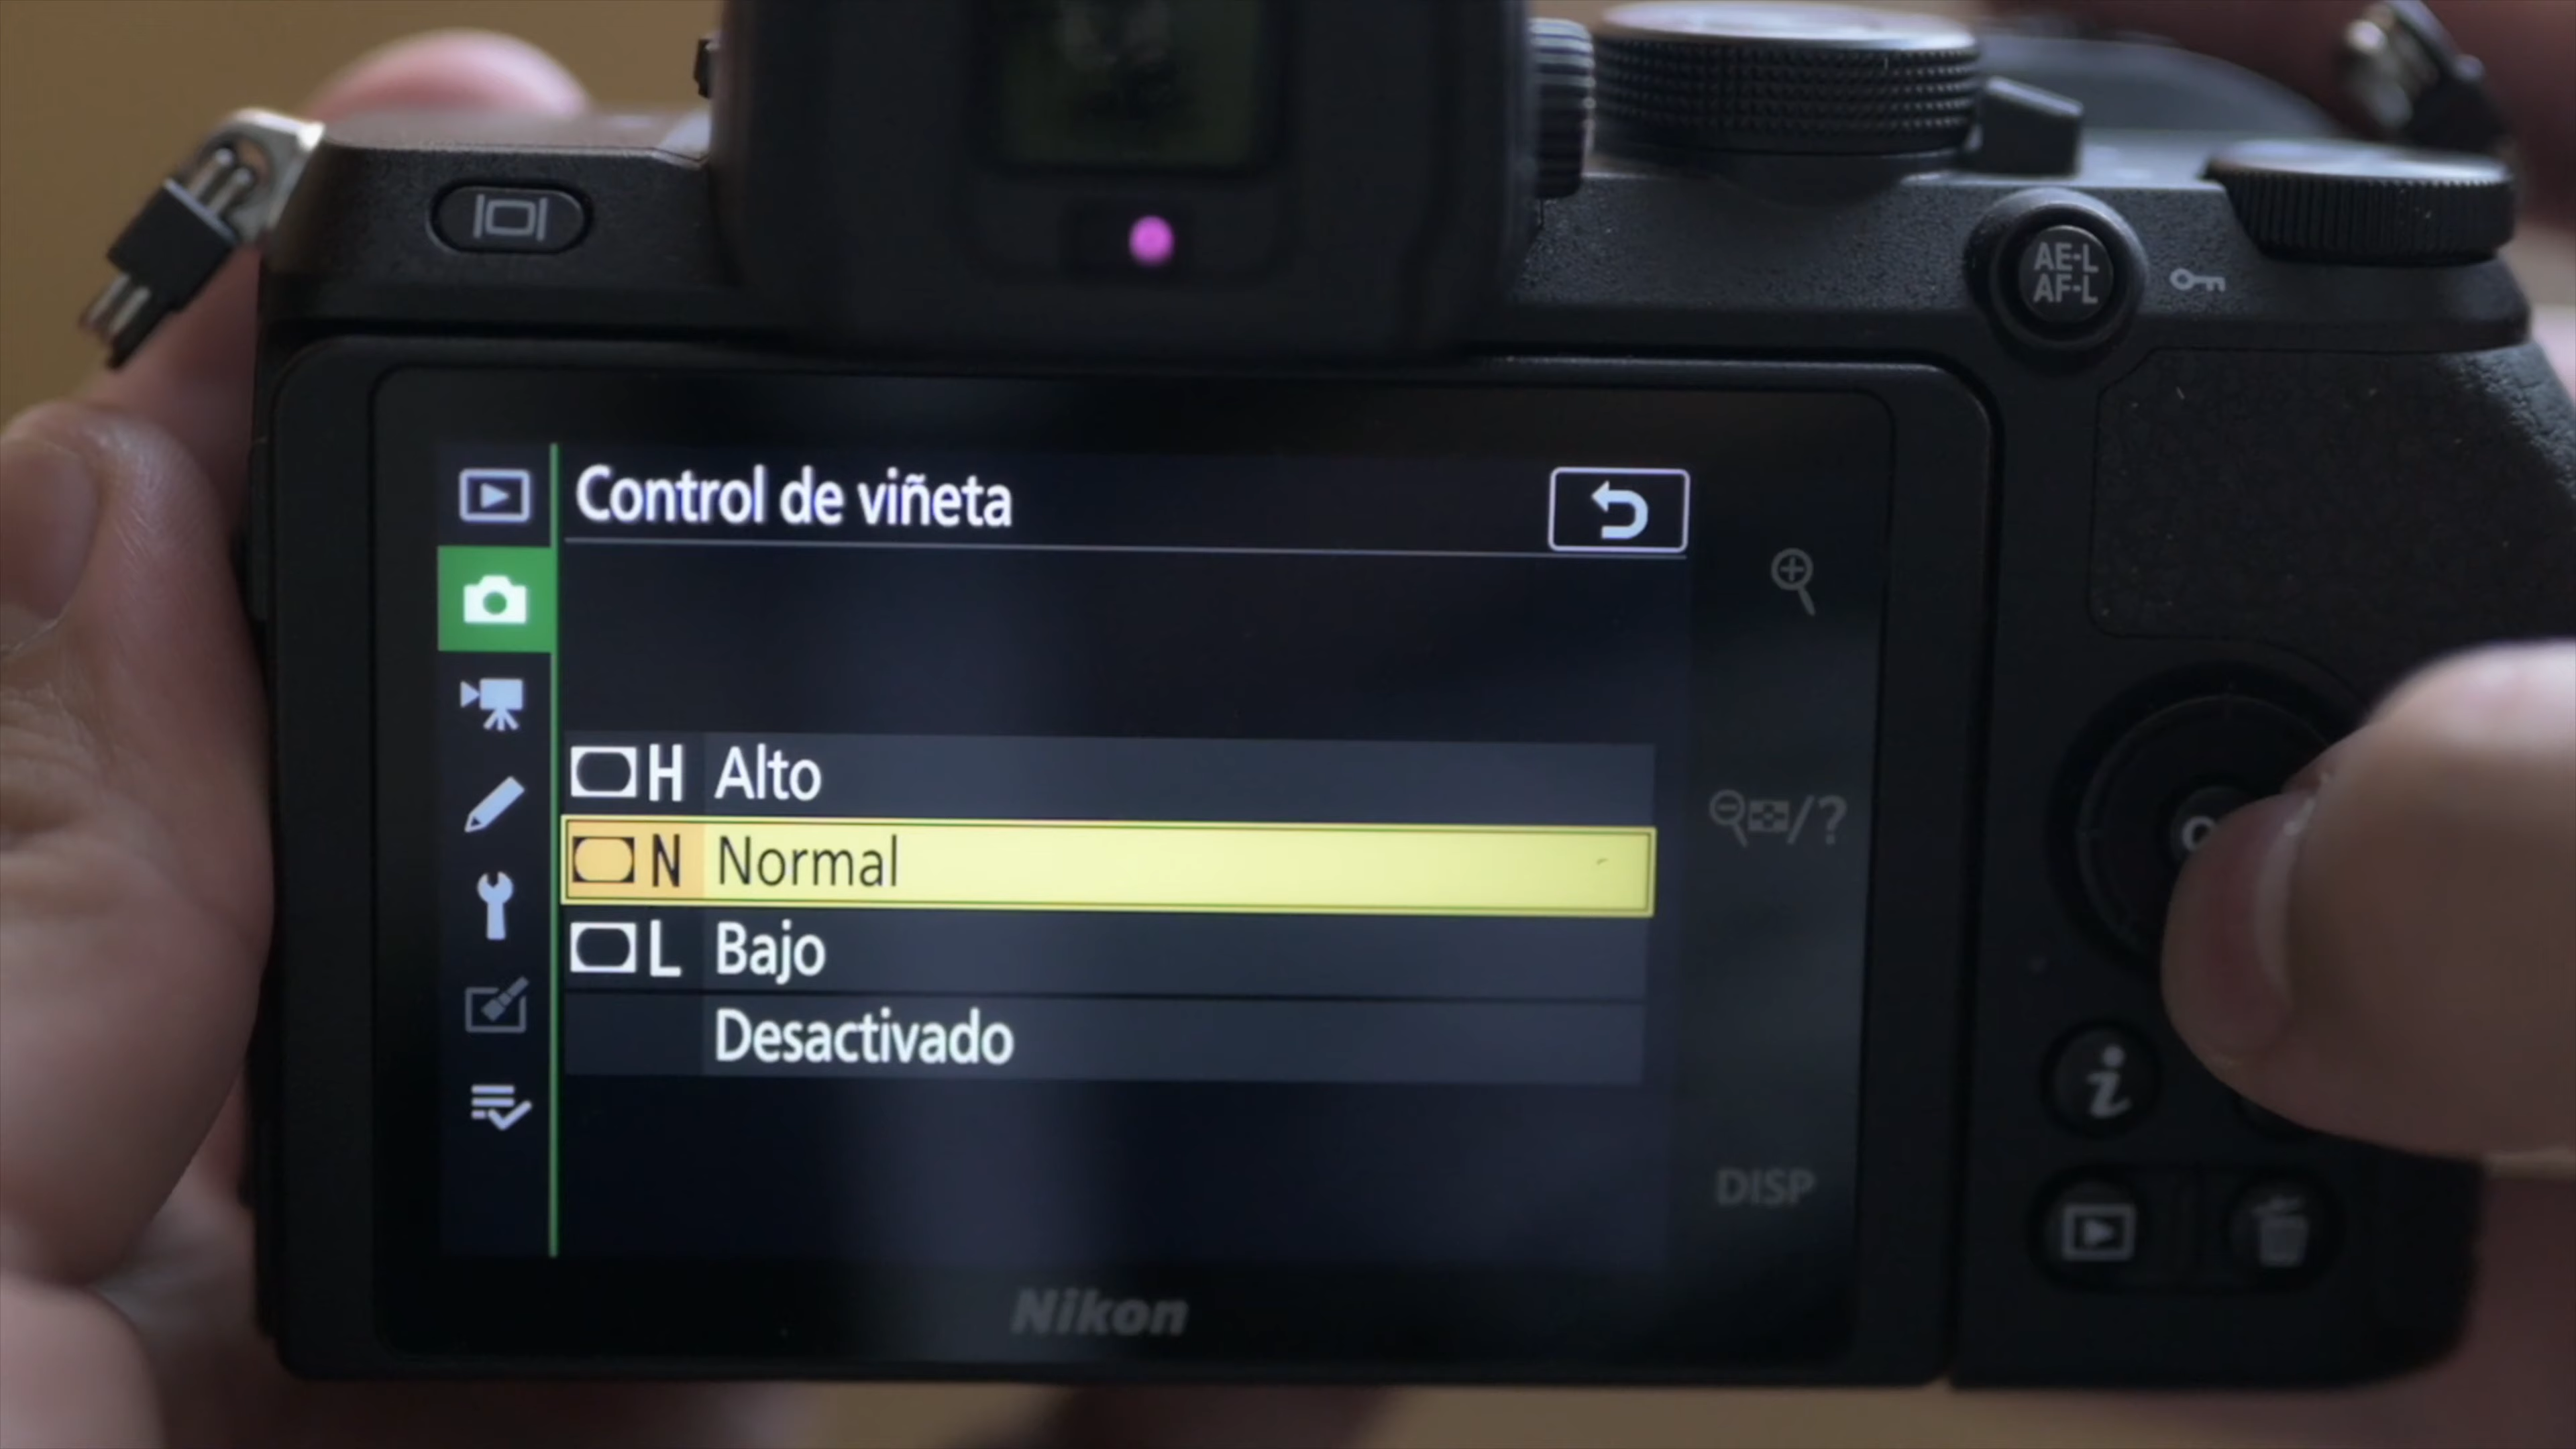 AE-L
AF-L
Control de viñeta
H Alto
N Normal
L Bajo
Desactivado
/?
i
DISP
Nikon